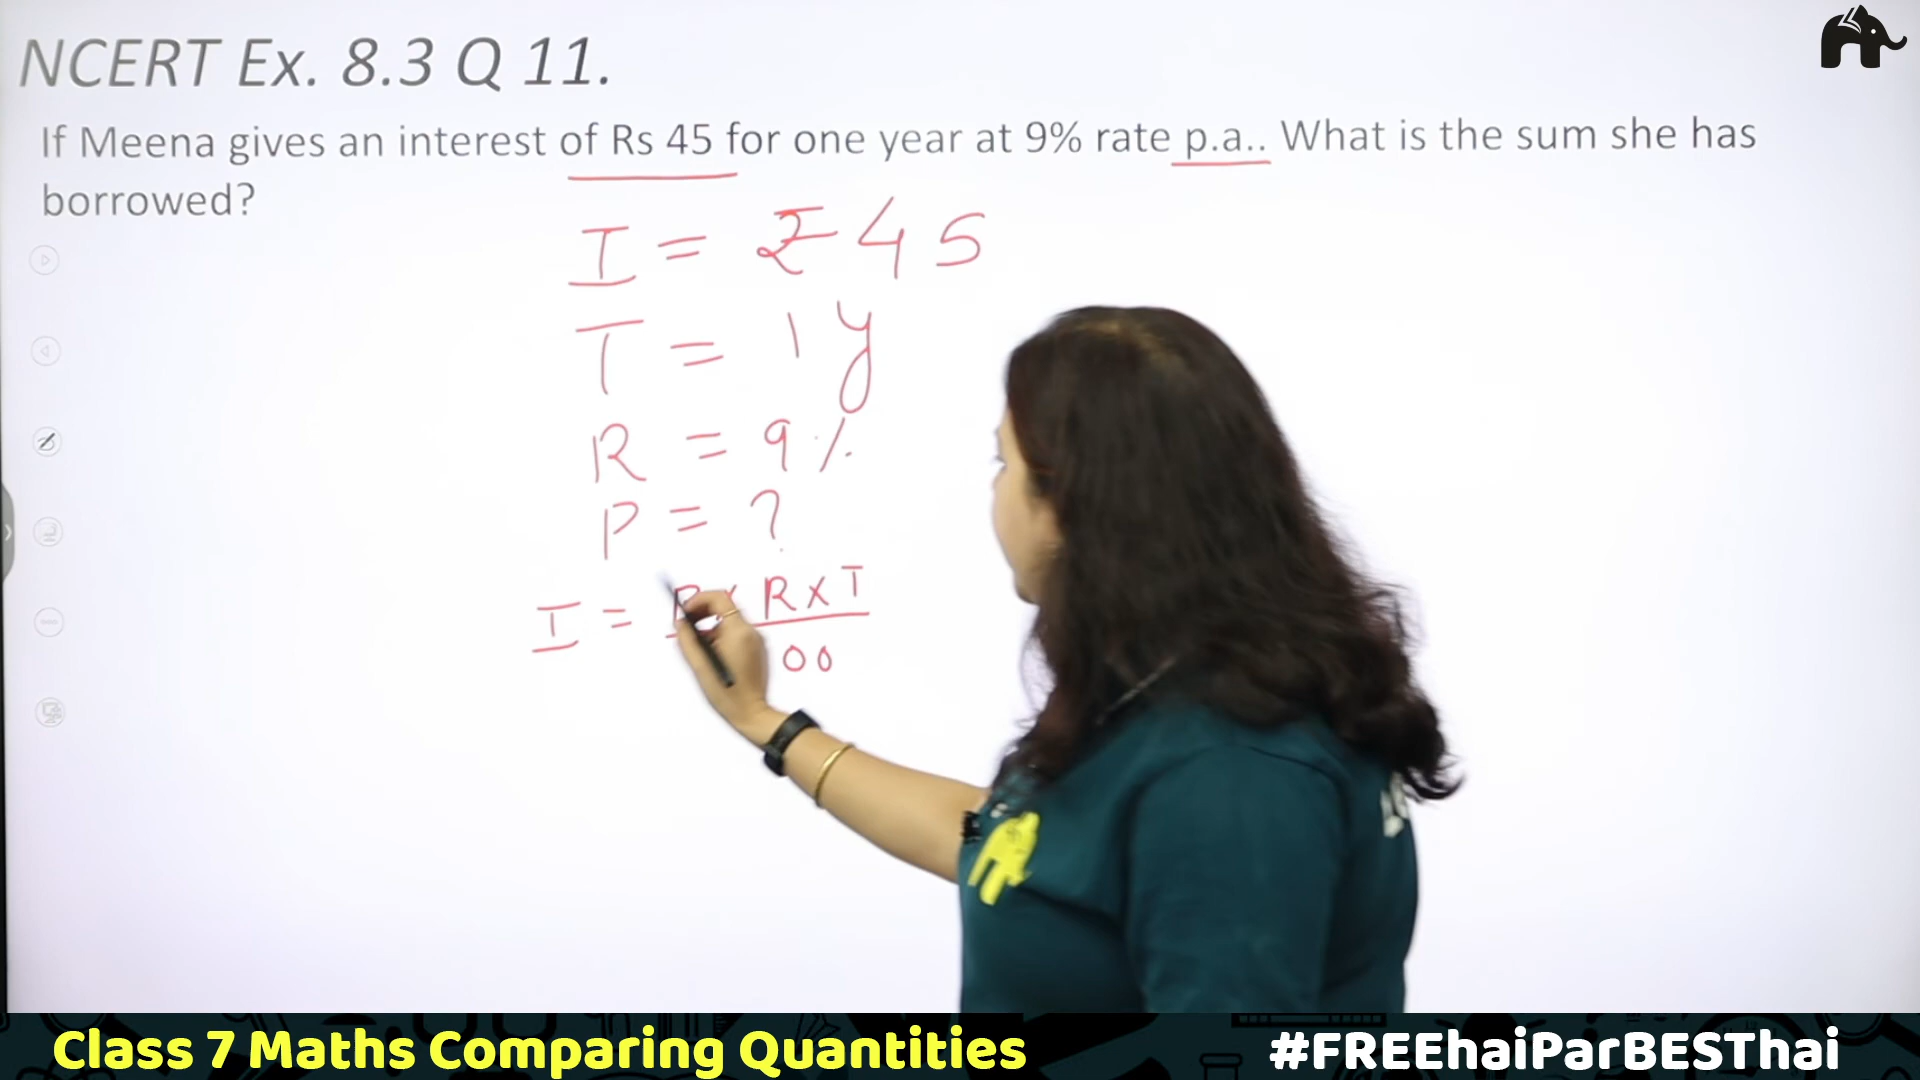 NCERT Ex. 8.3 Q 11.
If Meena gives an interest of Rs 45 for one year at 9% rate p.a.. What is the sum she has
borrowed?
I = ₹ 45
T = 1 y
R = 9 %
P = ?
I = P × R × T
00
Class 7 Maths Comparing Quantities
#FREEhaiParBESThai